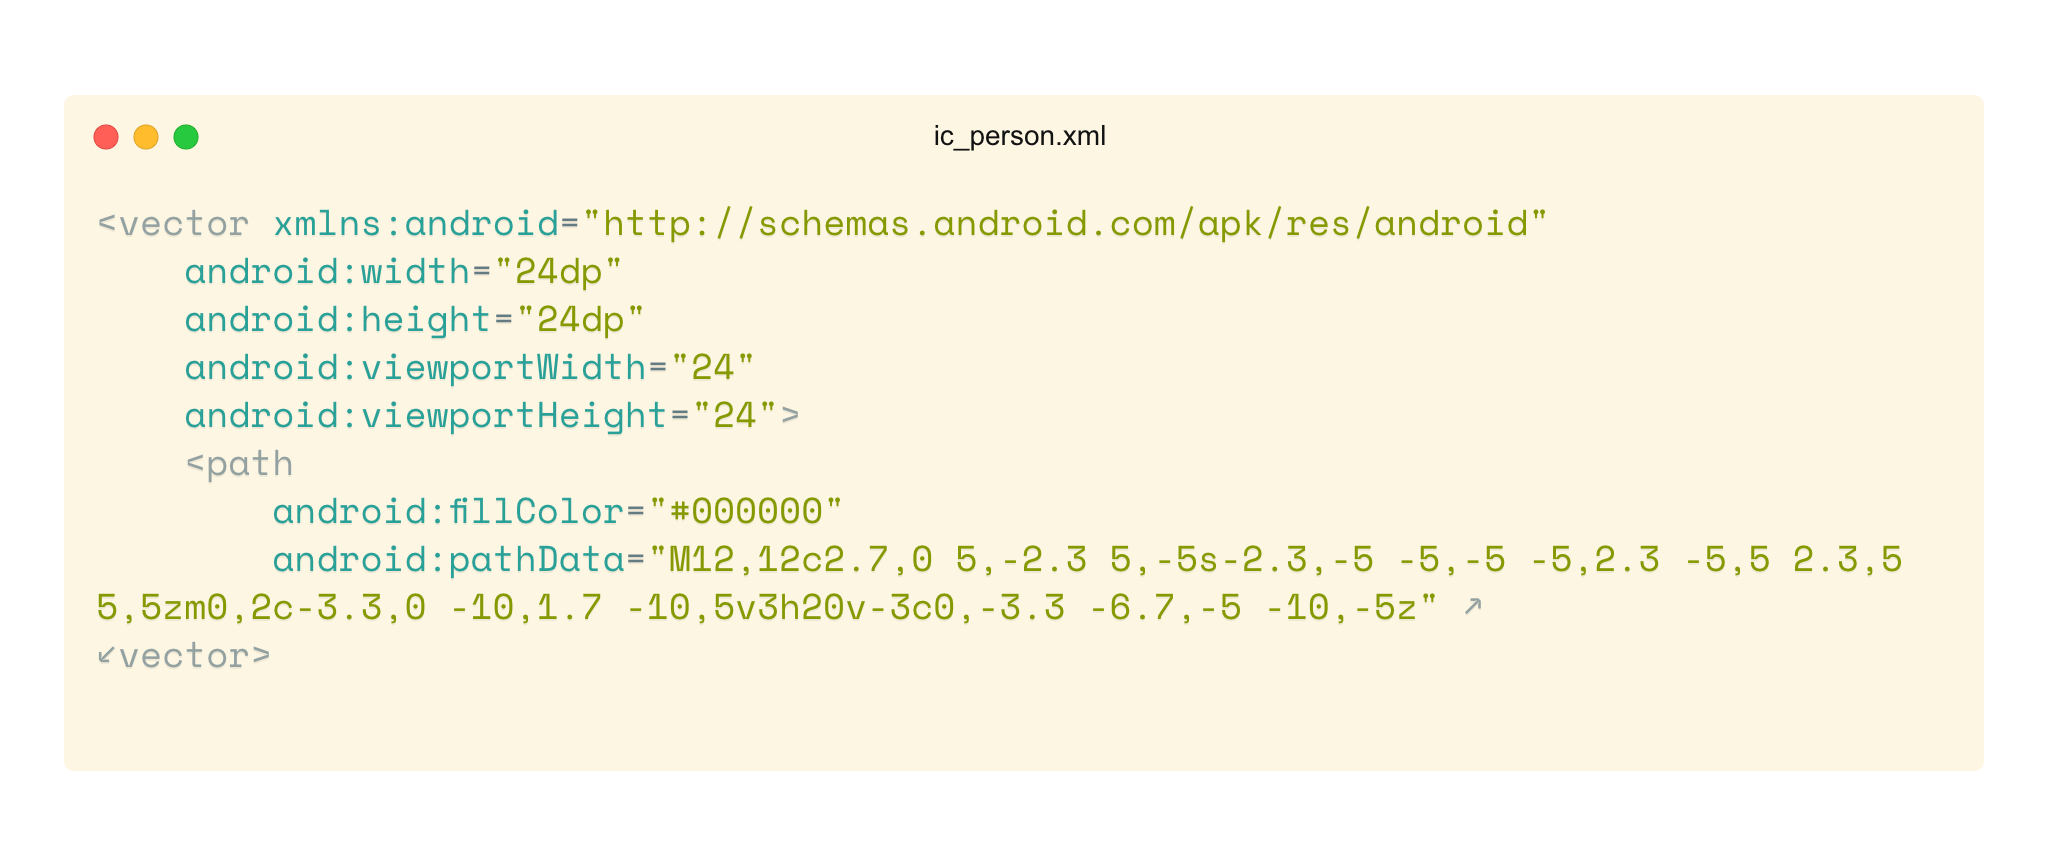 ic_person.xml
<vector xmlns:android="http://schemas.android.com/apk/res/android"
    android:width="24dp"
    android:height="24dp"
    android:viewportWidth="24"
    android:viewportHeight="24">
    <path
        android:fillColor="#000000"
        android:pathData="M12,12c2.7,0 5,-2.3 5,-5s-2.3,-5 -5,-5 -5,2.3 -5,5 2.3,5
5,5zm0,2c-3.3,0 -10,1.7 -10,5v3h20v-3c0,-3.3 -6.7,-5 -10,-5z" ↗
↙vector>